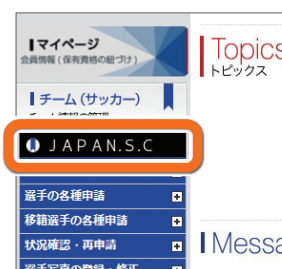 マイページ
会員情報(保有資格の紐づけ)
チーム(サッカー)
JAPAN.S.C
選手の各種申請
移籍選手の各種申請
状況確認・再申請
Topics
トピックス
Messa